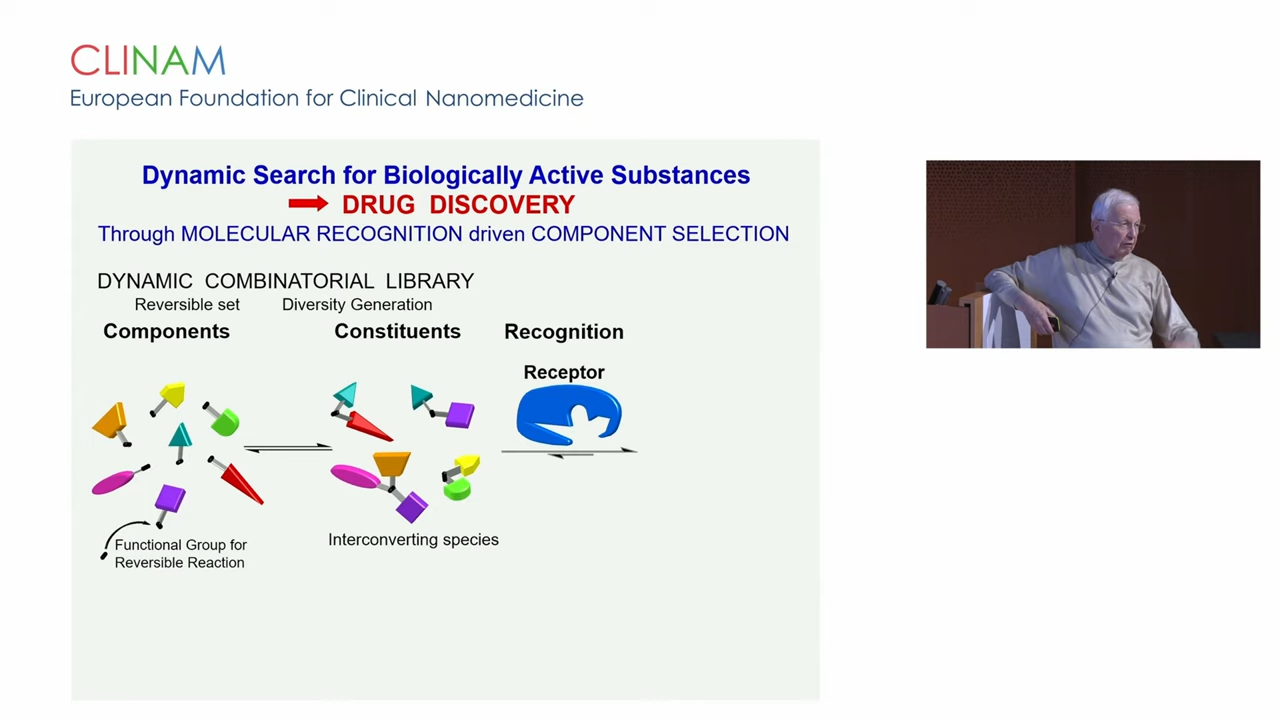 CLINAM
European Foundation for Clinical Nanomedicine
Dynamic Search for Biologically Active Substances
DRUG DISCOVERY
Through MOLECULAR RECOGNITION driven COMPONENT SELECTION
DYNAMIC COMBINATORIAL LIBRARY
Reversible set Diversity Generation
Components Constituents Recognition
Receptor
Functional Group for
Reversible Reaction
Interconverting species